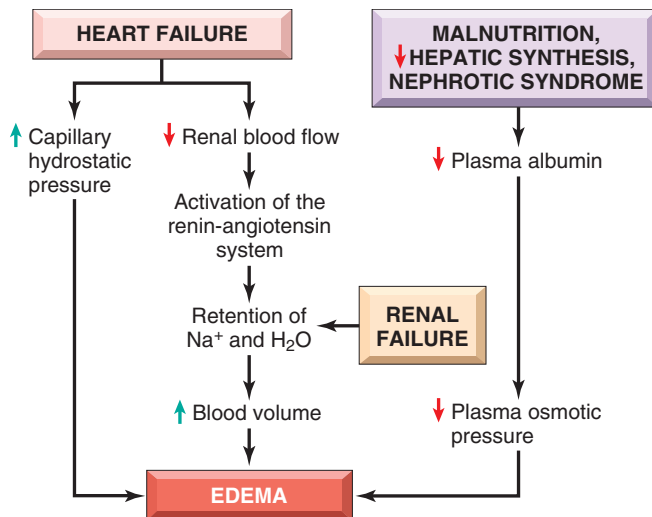 HEART FAILURE
MALNUTRITION,
↓ HEPATIC SYNTHESIS,
NEPHROTIC SYNDROME
↑ Capillary
hydrostatic
pressure
↓ Renal blood flow
Activation of the
renin-angiotensin
system
Retention of
Na⁺ and H₂O
RENAL
FAILURE
↑ Blood volume
↓ Plasma albumin
↓ Plasma osmotic
pressure
EDEMA